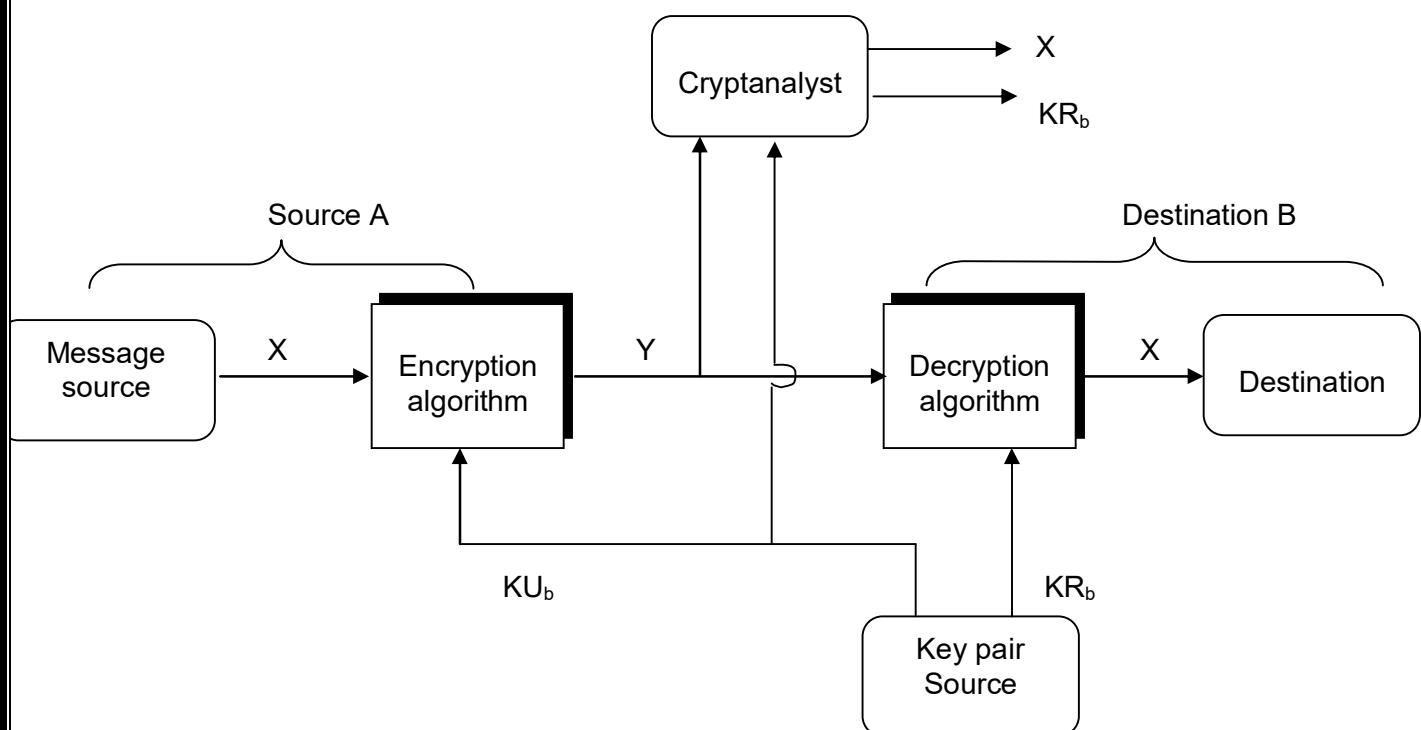 X
Cryptanalyst
KRb
Source A
Destination B
Message
source
X
Encryption
algorithm
Y
Decryption
algorithm
X
Destination
KUb
KRb
Key pair
Source